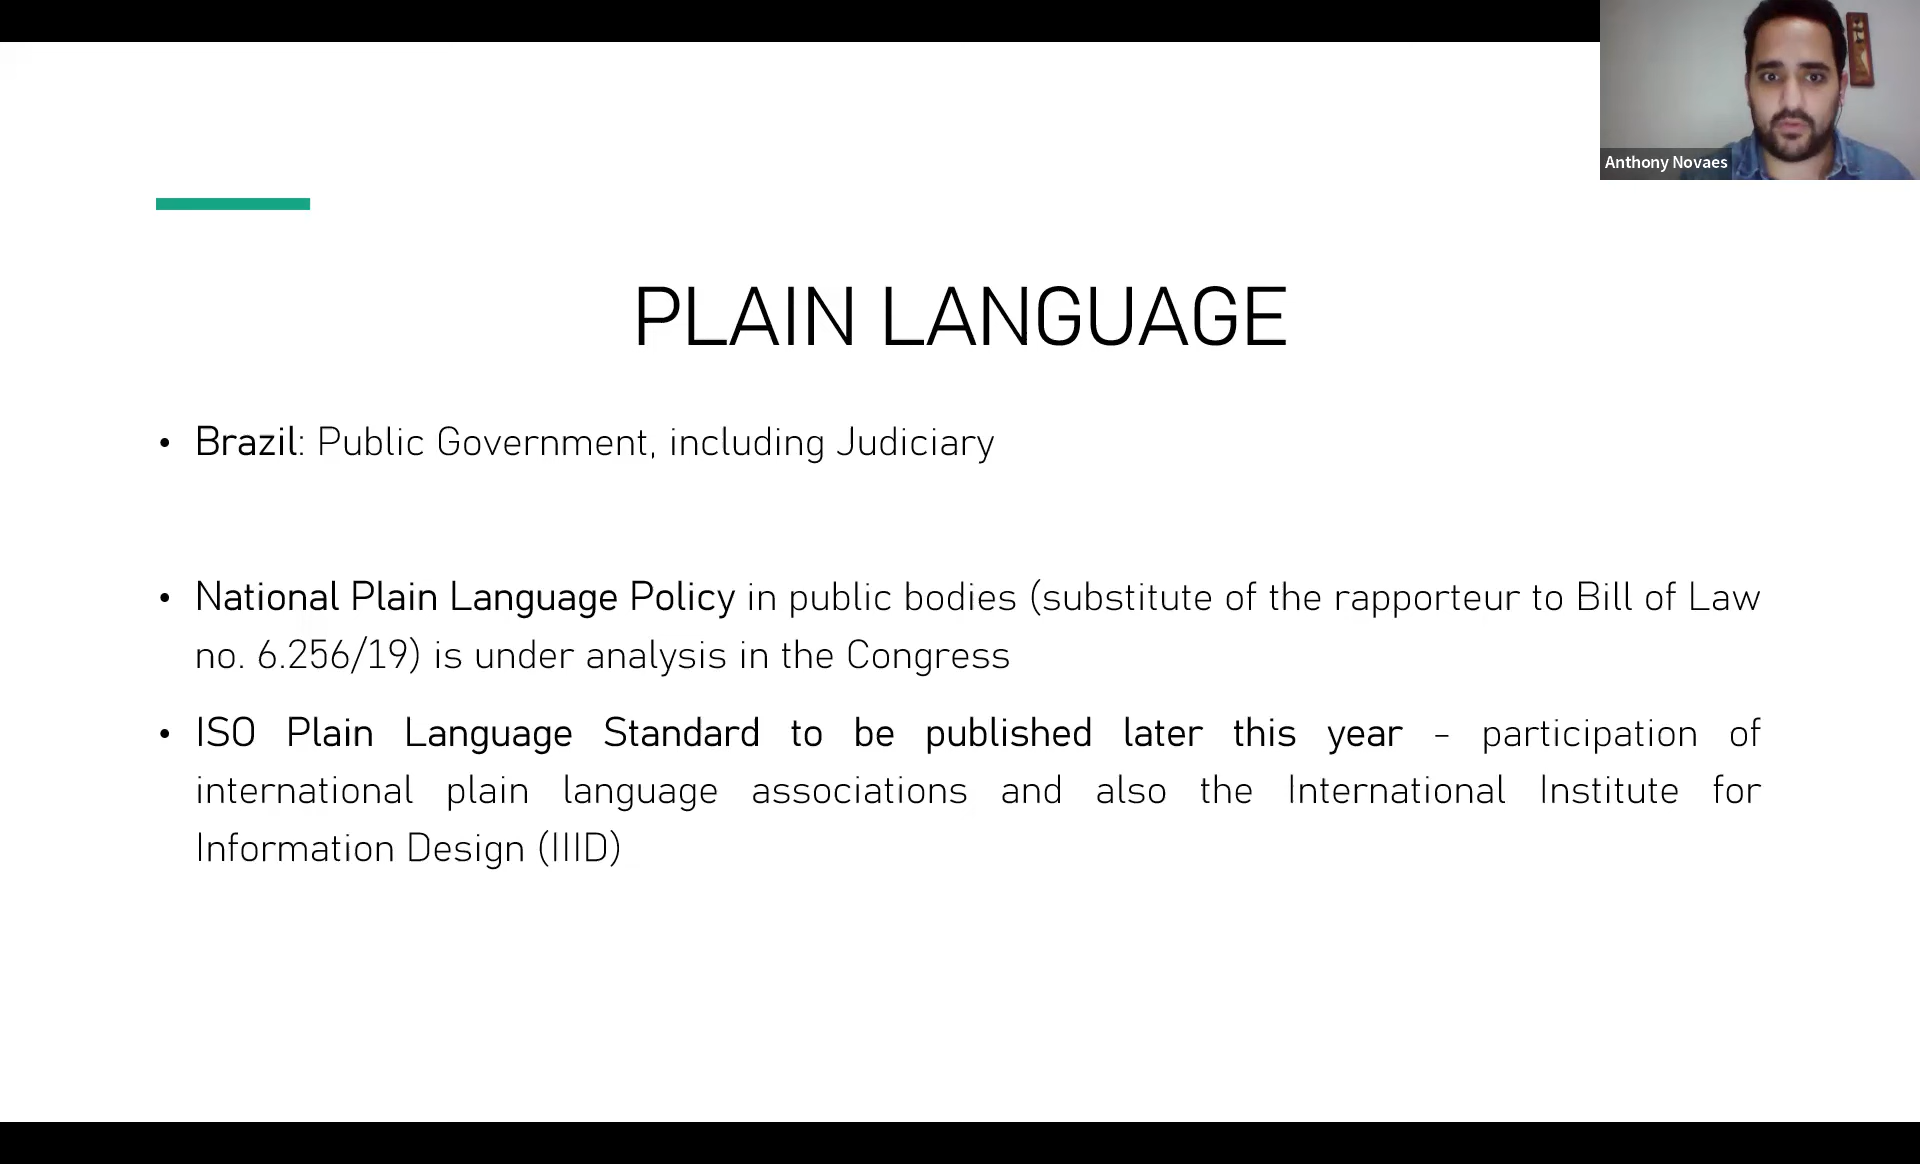 Anthony Novaes
PLAIN LANGUAGE
• Brazil: Public Government, including Judiciary
• National Plain Language Policy in public bodies (substitute of the rapporteur to Bill of Law
no. 6.256/19) is under analysis in the Congress
• ISO Plain Language Standard to be published later this year - participation of
international plain language associations and also the International Institute for
Information Design (IIID)